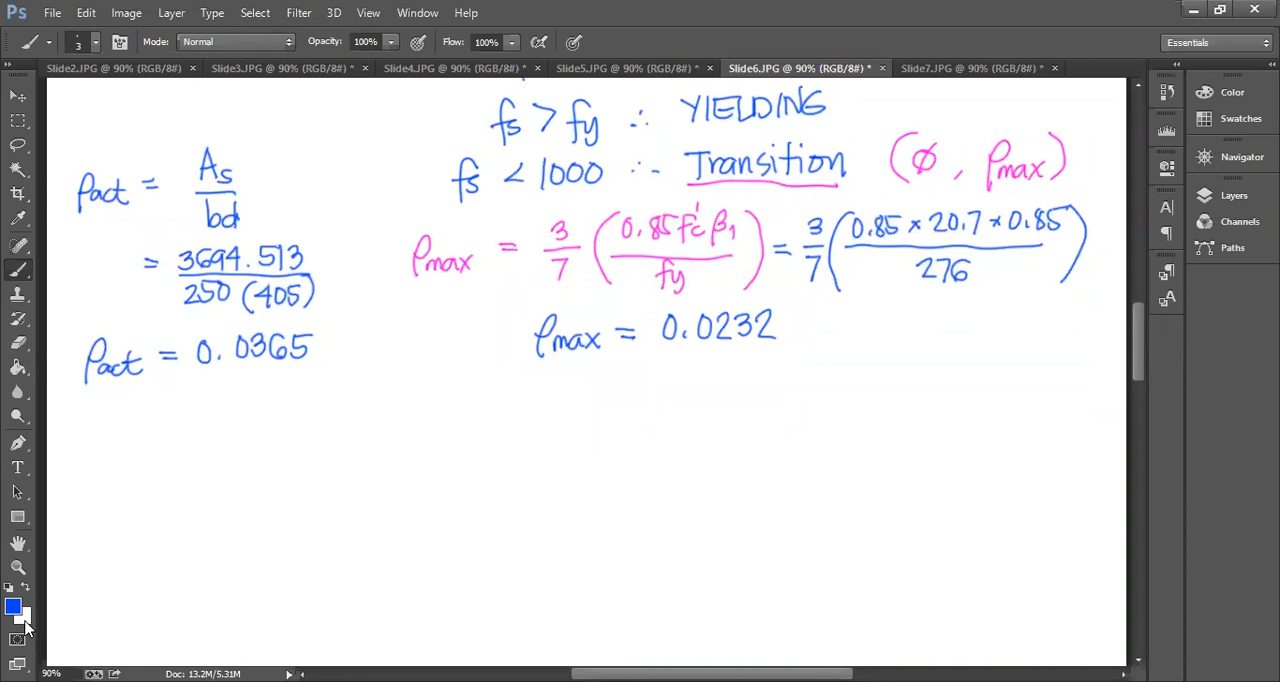 Ps File Edit Image Layer Type Select Filter 3D View Window Help
3 Mode: Normal Opacity: 100% Flow: 100% Essentials
Slide2.JPG @ 90% (RGB/8#) × Slide3.JPG @ 90% (RGB/8#) * × Slide4.JPG @ 90% (RGB/8#) * × Slide5.JPG @ 90% (RGB/8#) * × Slide6.JPG @ 90% (RGB/8#) * × Slide7.JPG @ 90% (RGB/8#) * ×
fs > fy ∴ YIELDING
fs < 1000 ∴ Transition (Φ, ρmax)
ρact = As / bd
= 3694.513 / 250 (405)
ρact = 0.0365
ρmax = 3/7 (0.85 f'c β1 / fy) = 3/7 (0.85 × 20.7 × 0.85 / 276)
ρmax = 0.0232
Color
Swatches
Navigator
Layers
Channels
Paths
90% Doc: 13.2M/5.31M